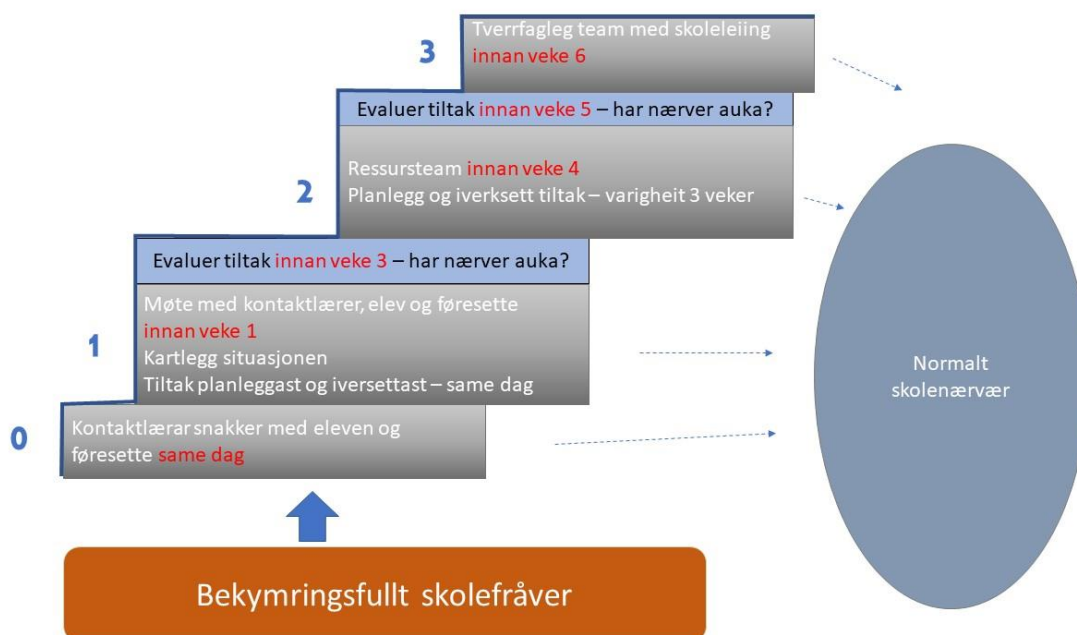 3
Tverrfagleg team med skoleleiing
innan veke 6
Evaluer tiltak innan veke 5 – har nærver auka?
2
Ressursteam innan veke 4
Planlegg og iverksett tiltak – varigheit 3 veker
Evaluer tiltak innan veke 3 – har nærver auka?
1
Møte med kontaktlærer, elev og føresette
innan veke 1
Kartlegg situasjonen
Tiltak planleggast og iversettast – same dag
0
Kontaktlærar snakker med eleven og
føresette same dag
Normalt
skolenærvær
Bekymringsfullt skolefråver